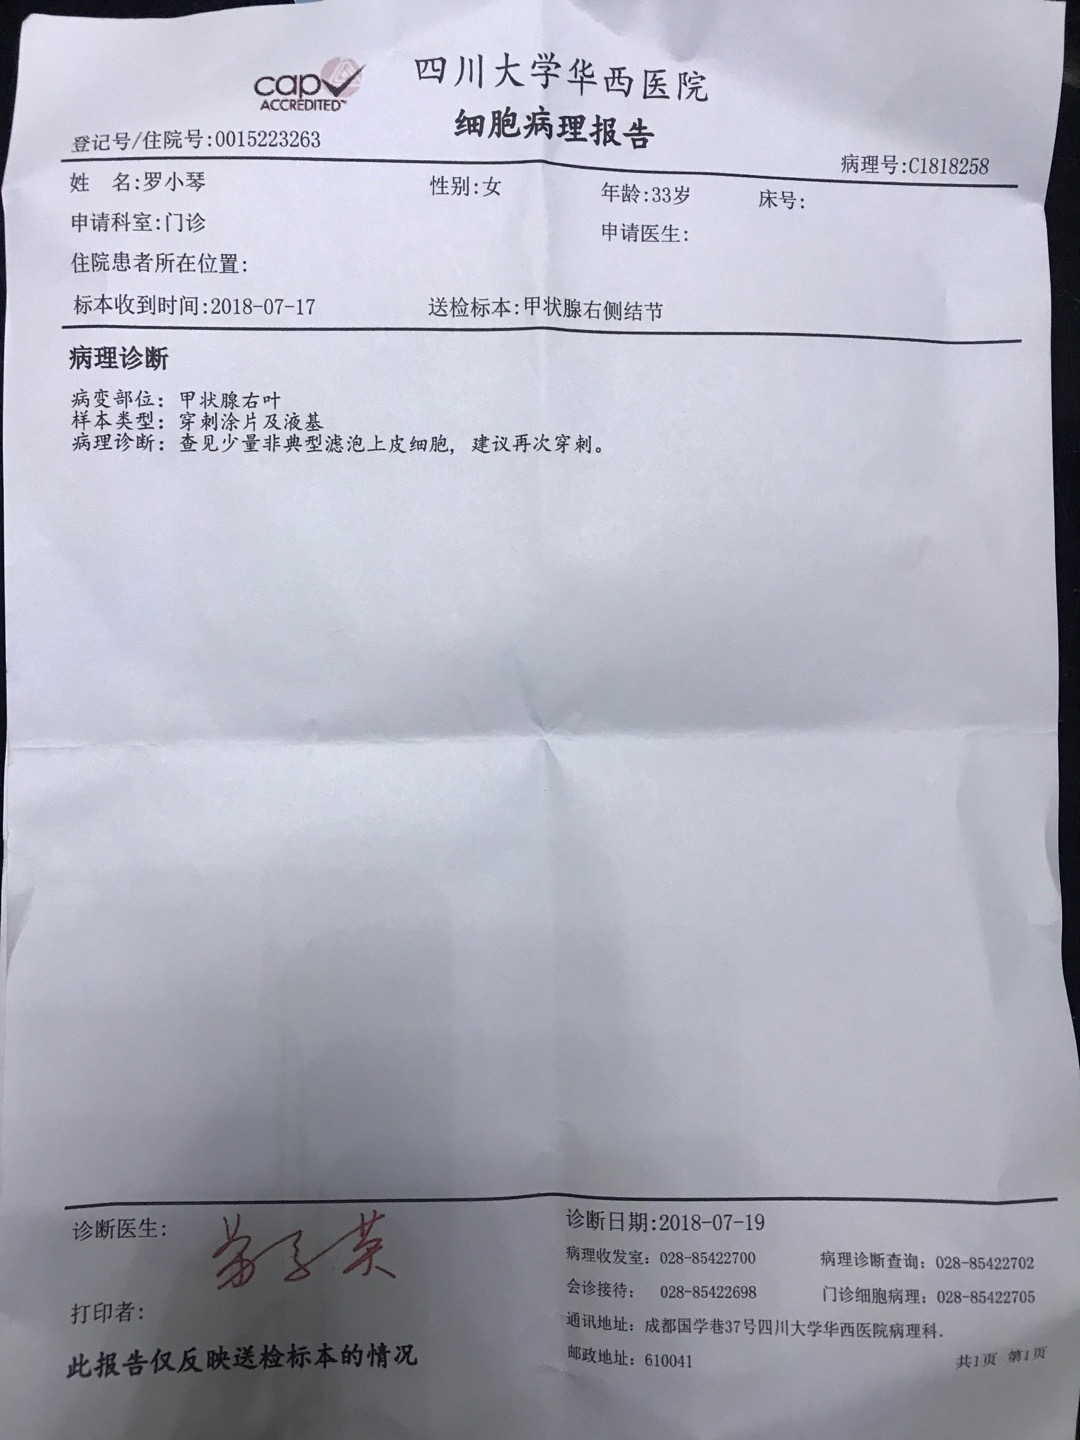 cap
ACCREDITED™
四川大学华西医院
细胞病理报告
登记号/住院号:0015223263
病理号:C1818258
姓 名:罗小琴 性别:女 年龄:33岁 床号:
申请科室:门诊 申请医生:
住院患者所在位置:
标本收到时间:2018-07-17 送检标本:甲状腺右侧结节
病理诊断
病变部位：甲状腺右叶
样本类型：穿刺涂片及液基
病理诊断：查见少量非典型滤泡上皮细胞，建议再次穿刺。
诊断医生:
打印者:
此报告仅反映送检标本的情况
诊断日期:2018-07-19
病理收发室：028-85422700 病理诊断查询：028-85422702
会诊接待： 028-85422698 门诊细胞病理：028-85422705
通讯地址：成都国学巷37号四川大学华西医院病理科.
邮政地址：610041
共1页 第1页